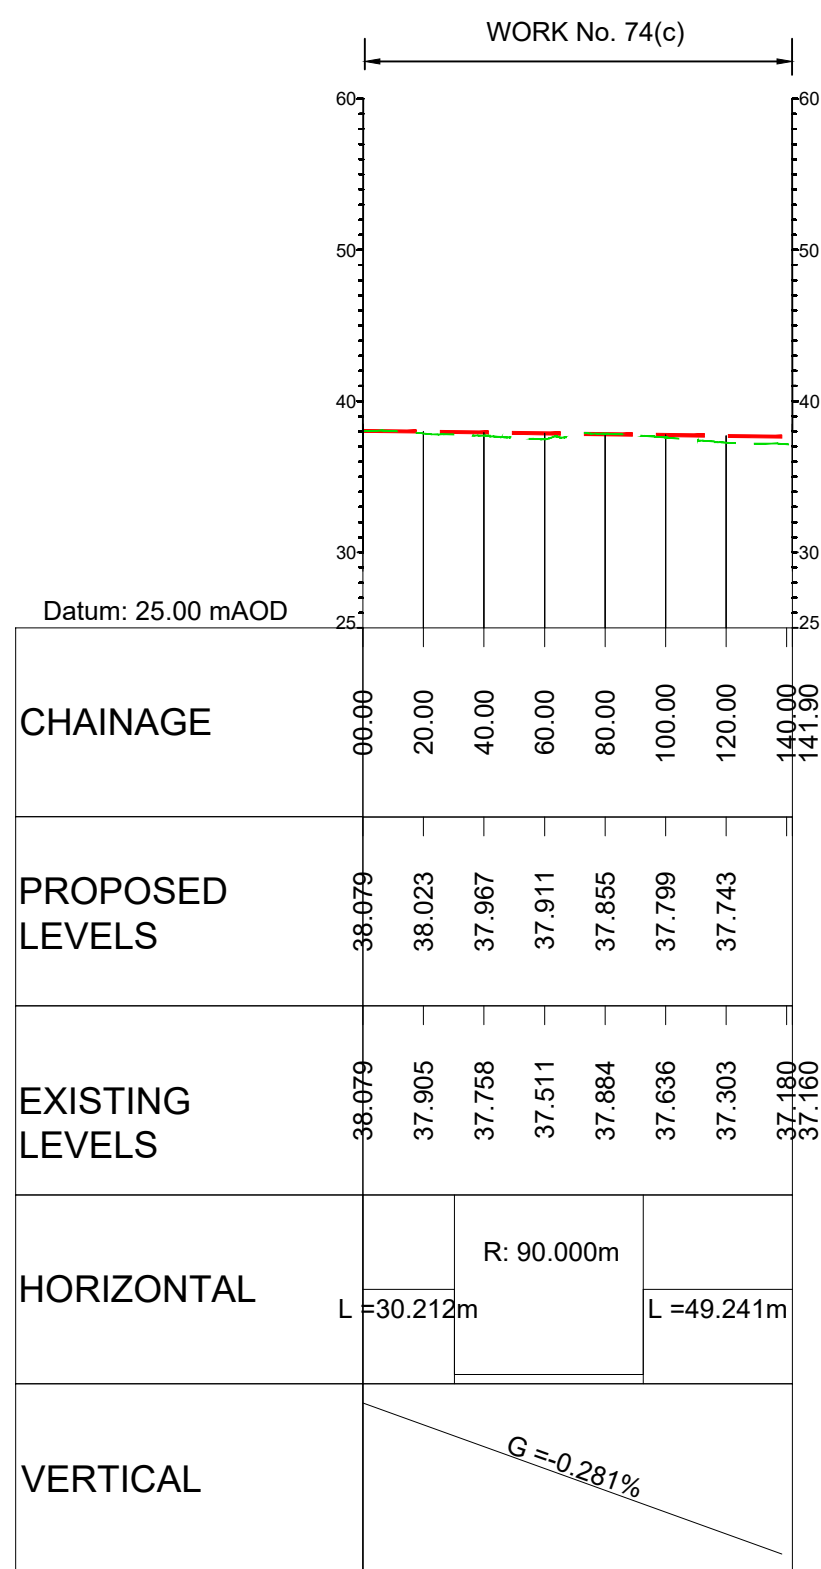 WORK No. 74(c)
60 60
50 50
40 40
30 30
25 25
Datum: 25.00 mAOD
CHAINAGE
00.00 20.00 40.00 60.00 80.00 100.00 120.00 140.00 141.90
PROPOSED
LEVELS
38.079 38.023 37.967 37.911 37.855 37.799 37.743
EXISTING
LEVELS
38.079 37.905 37.758 37.511 37.884 37.636 37.303 37.180 37.160
HORIZONTAL
R: 90.000m
L =30.212m L =49.241m
VERTICAL
G =-0.281%